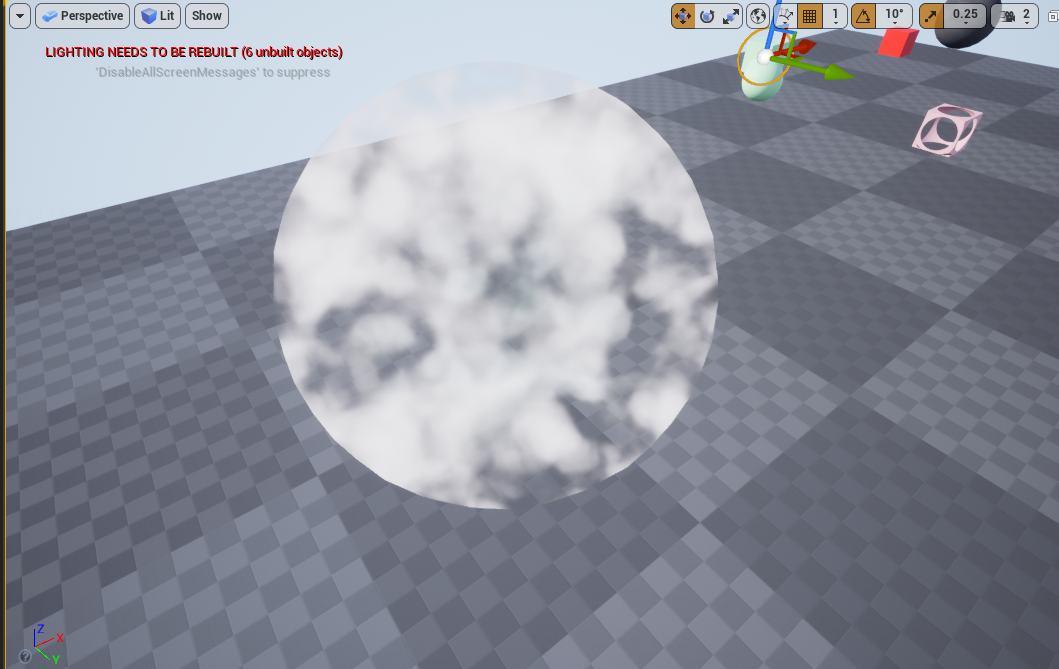 Perspective Lit Show 1 10° 0.25 2
LIGHTING NEEDS TO BE REBUILT (6 unbuilt objects)
'DisableAllScreenMessages' to suppress
Z
X
Y
?